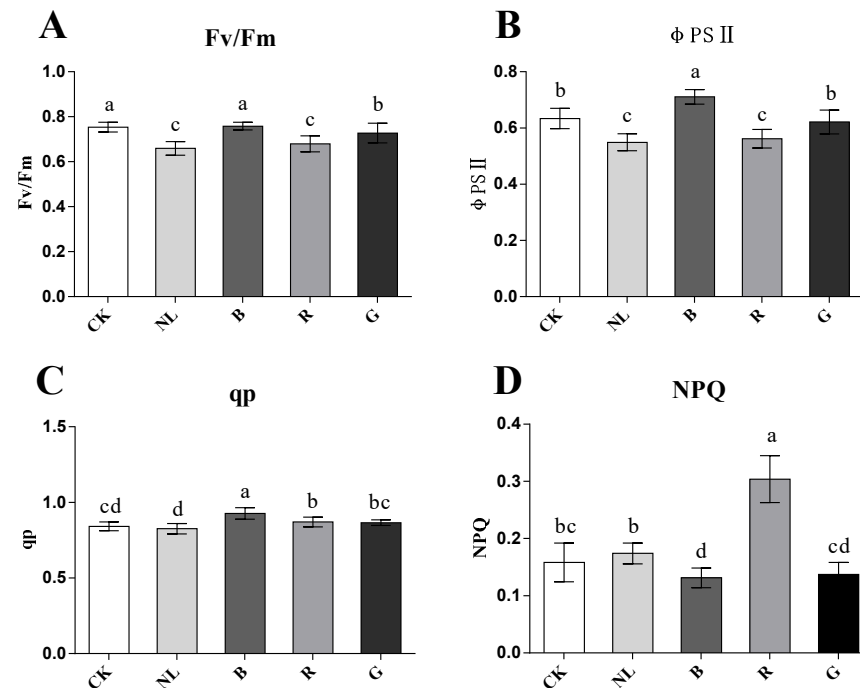 A
Fv/Fm
Fv/Fm
1.0
0.8
0.6
0.4
0.2
0.0
a
c
a
c
b
CK
NL
B
R
G
B
Φ PS Ⅱ
Φ PS Ⅱ
0.8
0.6
0.4
0.2
0.0
b
c
a
c
b
CK
NL
B
R
G
C
qp
qp
1.5
1.0
0.5
0.0
cd
d
a
b
bc
CK
NL
B
R
G
D
NPQ
NPQ
0.4
0.3
0.2
0.1
0.0
bc
b
d
a
cd
CK
NL
B
R
G